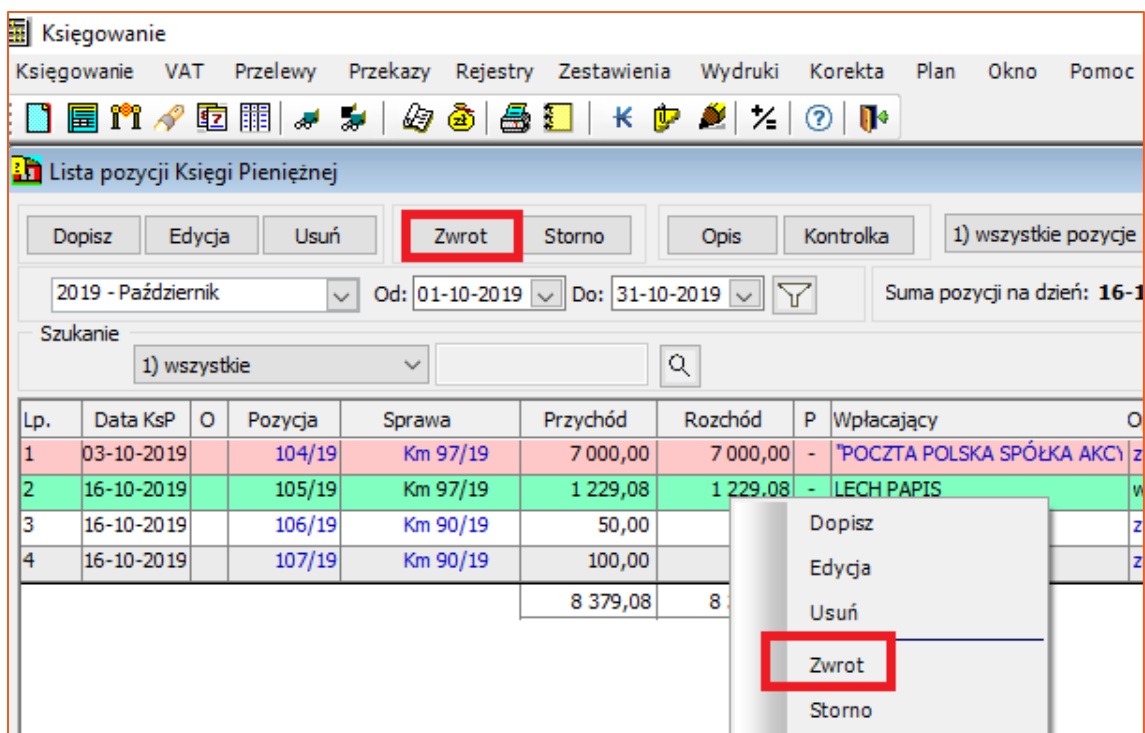 Księgowanie
Księgowanie VAT Przelewy Przekazy Rejestry Zestawienia Wydruki Korekta Plan Okno Pomoc
Lista pozycji Księgi Pieniężnej
Dopisz Edycja Usuń Zwrot Storno Opis Kontrolka 1) wszystkie pozycje
2019 - Październik Od: 01-10-2019 Do: 31-10-2019 Suma pozycji na dzień: 16-1
Szukanie
1) wszystkie
Lp. Data KsP O Pozycja Sprawa Przychód Rozchód P Wpłacający O
1 03-10-2019 104/19 Km 97/19 7 000,00 7 000,00 - "POCZTA POLSKA SPÓŁKA AKCY z
2 16-10-2019 105/19 Km 97/19 1 229,08 1 229,08 - LECH PAPIS w
3 16-10-2019 106/19 Km 90/19 50,00 z
4 16-10-2019 107/19 Km 90/19 100,00 z
8 379,08 8
Dopisz
Edycja
Usuń
Zwrot
Storno